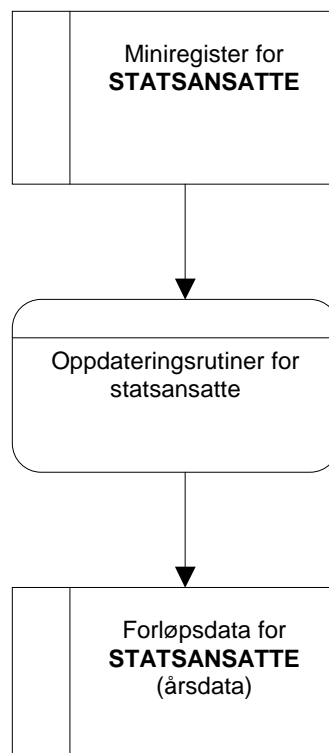 Miniregister for
STATSANSATTE
Oppdateringsrutiner for
statsansatte
Forløpsdata for
STATSANSATTE
(årsdata)